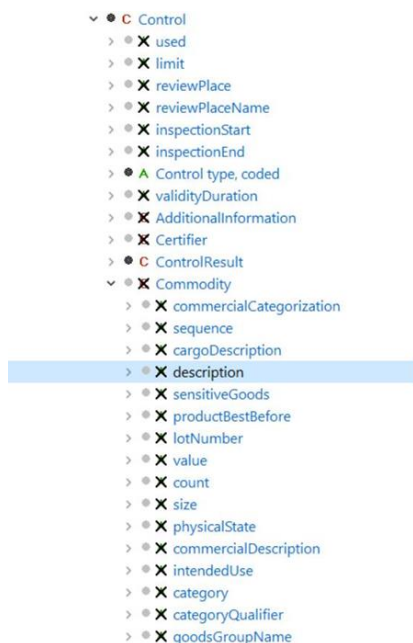 C Control
used
limit
reviewPlace
reviewPlaceName
inspectionStart
inspectionEnd
A Control type, coded
validityDuration
AdditionalInformation
Certifier
C ControlResult
Commodity
commercialCategorization
sequence
cargoDescription
description
sensitiveGoods
productBestBefore
lotNumber
value
count
size
physicalState
commercialDescription
intendedUse
category
categoryQualifier
goodsGroupName